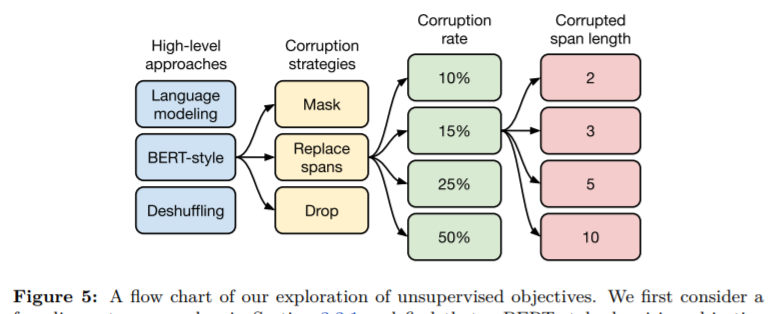 High-level
approaches
Language
modeling
BERT-style
Deshuffling
Corruption
strategies
Mask
Replace
spans
Drop
Corruption
rate
10%
15%
25%
50%
Corrupted
span length
2
3
5
10
Figure 5: A flow chart of our exploration of unsupervised objectives. We first consider a